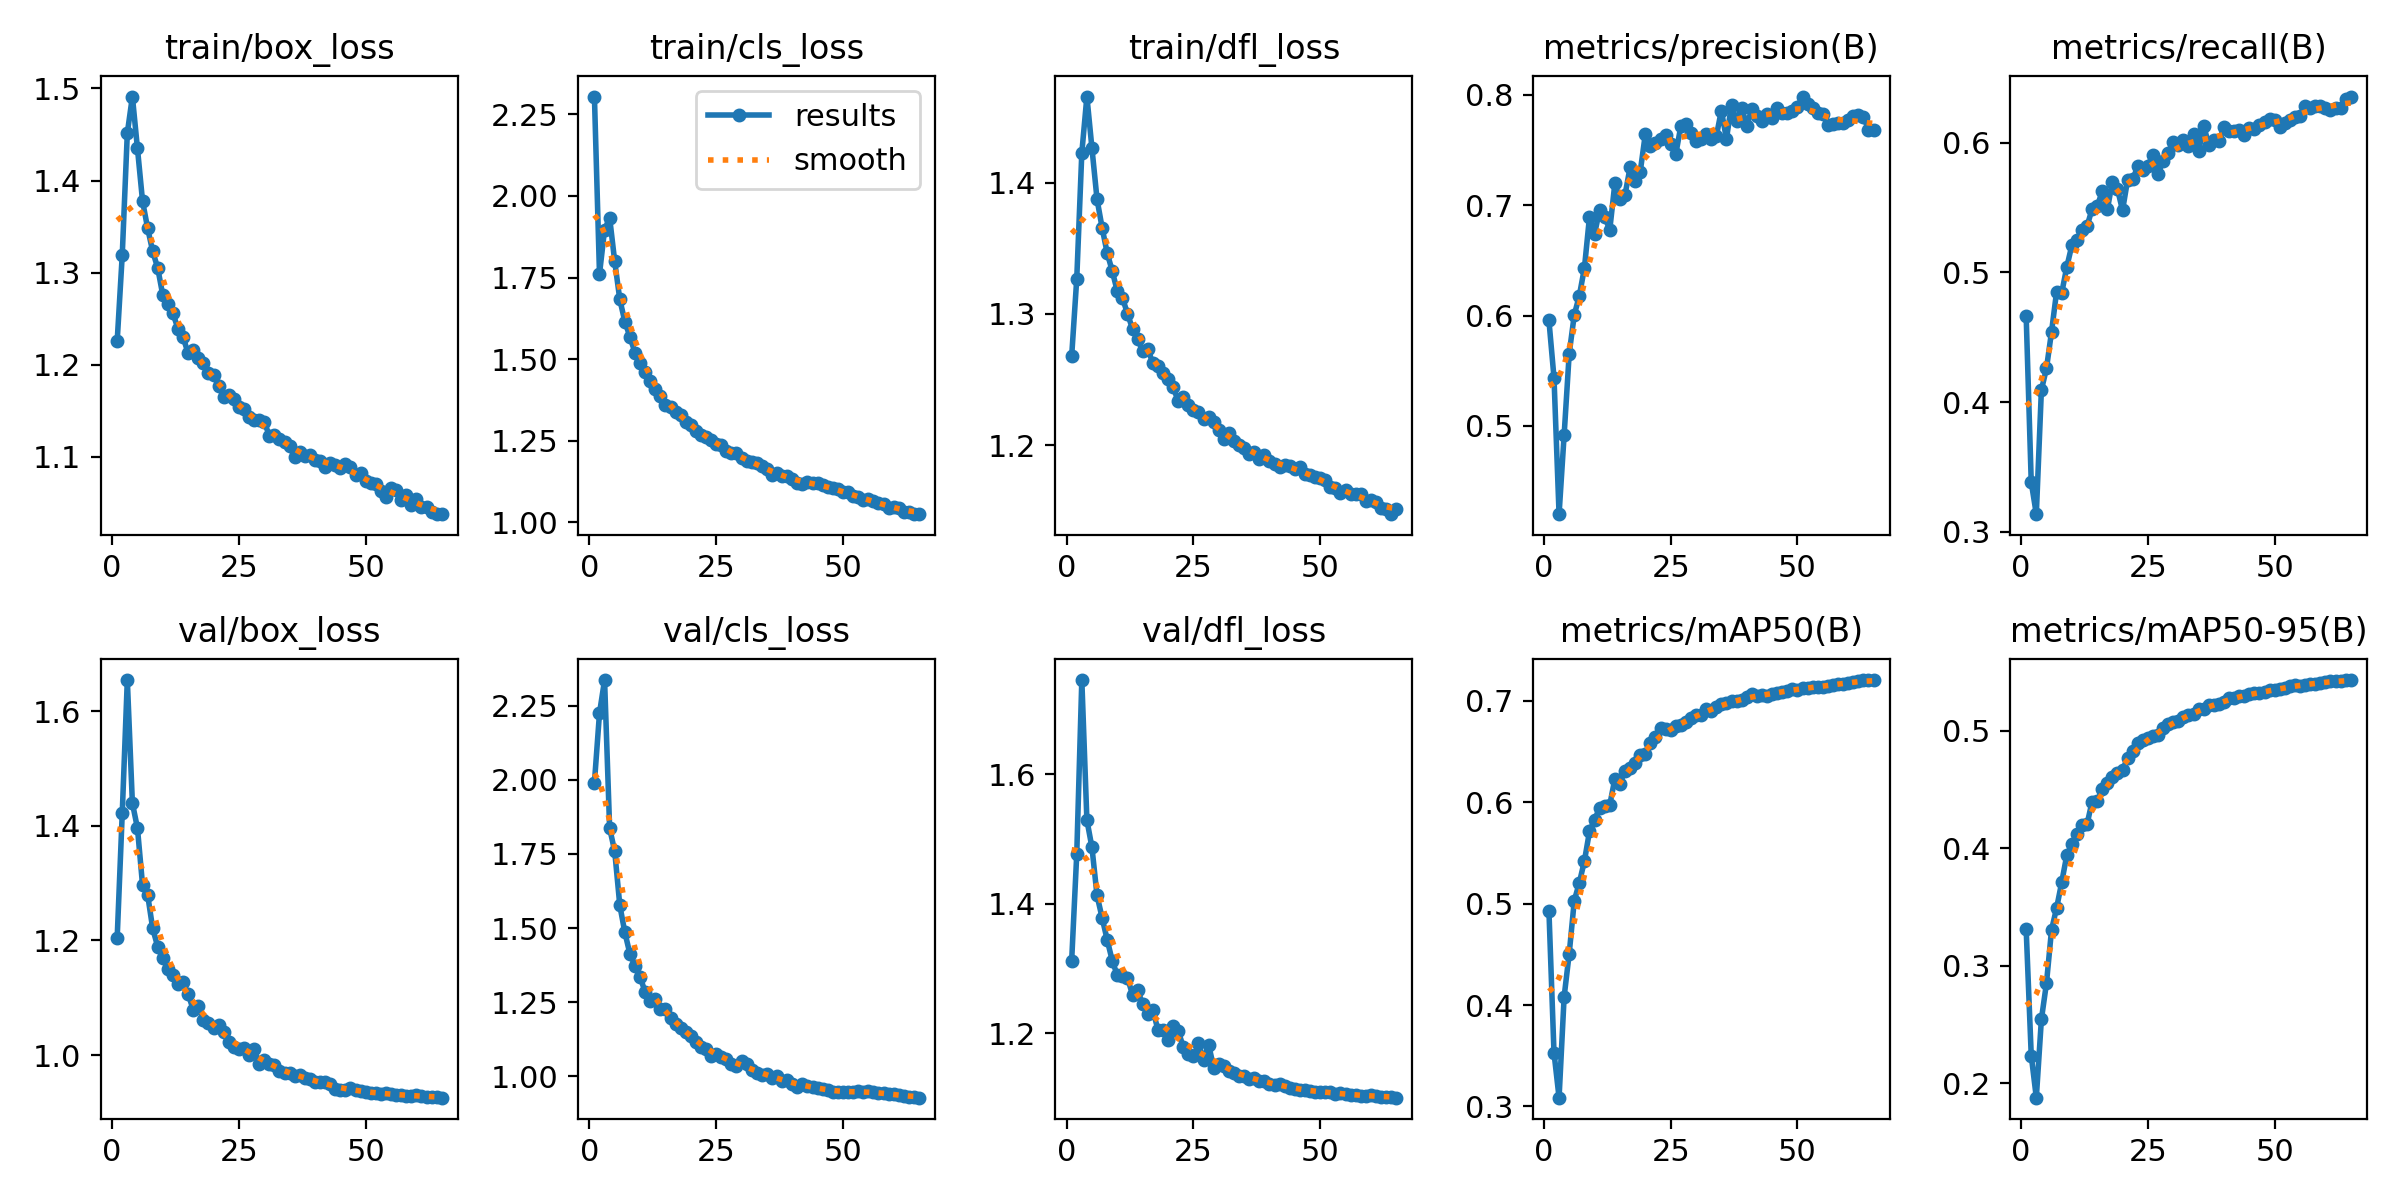 train/box_loss
1.5
1.4
1.3
1.2
1.1
0 25 50
train/cls_loss
results
smooth
2.25
2.00
1.75
1.50
1.25
1.00
0 25 50
train/dfl_loss
1.4
1.3
1.2
0 25 50
metrics/precision(B)
0.8
0.7
0.6
0.5
0 25 50
metrics/recall(B)
0.6
0.5
0.4
0.3
0 25 50
val/box_loss
1.6
1.4
1.2
1.0
0 25 50
val/cls_loss
2.25
2.00
1.75
1.50
1.25
1.00
0 25 50
val/dfl_loss
1.6
1.4
1.2
0 25 50
metrics/mAP50(B)
0.7
0.6
0.5
0.4
0.3
0 25 50
metrics/mAP50-95(B)
0.5
0.4
0.3
0.2
0 25 50